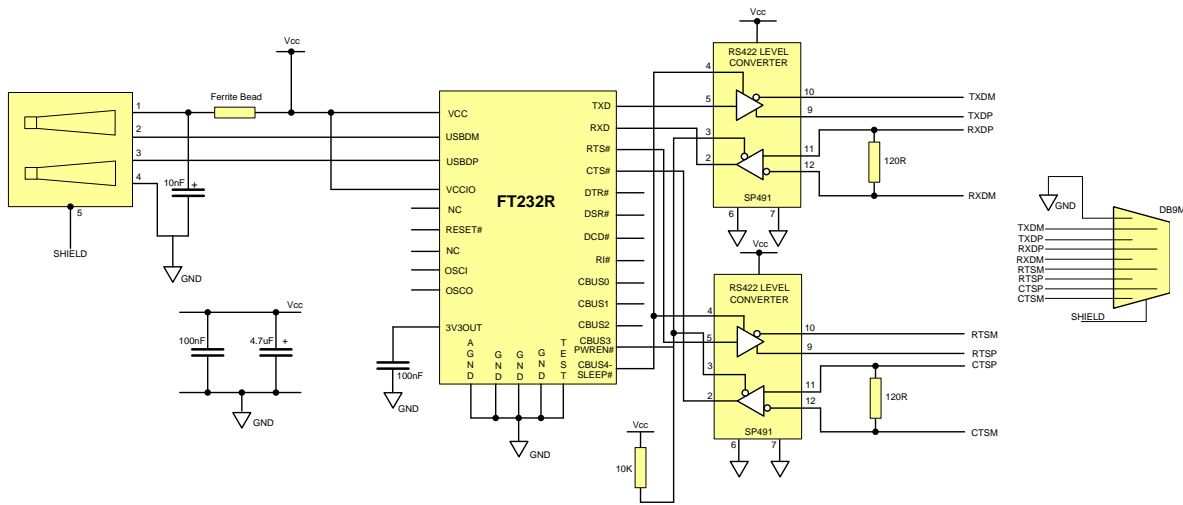 Vcc
Ferrite Bead
1
2
3
4
5
SHIELD
10nF +
GND
Vcc
100nF
4.7uF +
GND
FT232R
VCC
USBDM
USBDP
VCCIO
NC
RESET#
NC
OSCI
OSCO
3V3OUT
AGND
GND
GND
GND
TEST
TXD
RXD
RTS#
CTS#
DTR#
DSR#
DCD#
RI#
CBUS0
CBUS1
CBUS2
CBUS3
PWREN#
CBUS4-
SLEEP#
100nF
GND
GND
Vcc
10K
Vcc
RS422 LEVEL
CONVERTER
4
5
3
2
10
9
11
12
SP491
6
7
TXDM
TXDP
RXDP
120R
RXDM
Vcc
RS422 LEVEL
CONVERTER
4
5
3
2
10
9
11
12
SP491
6
7
RTSM
RTSP
CTSP
120R
CTSM
GND
DB9M
TXDM
TXDP
RXDP
RXDM
RTSM
RTSP
CTSP
CTSM
SHIELD